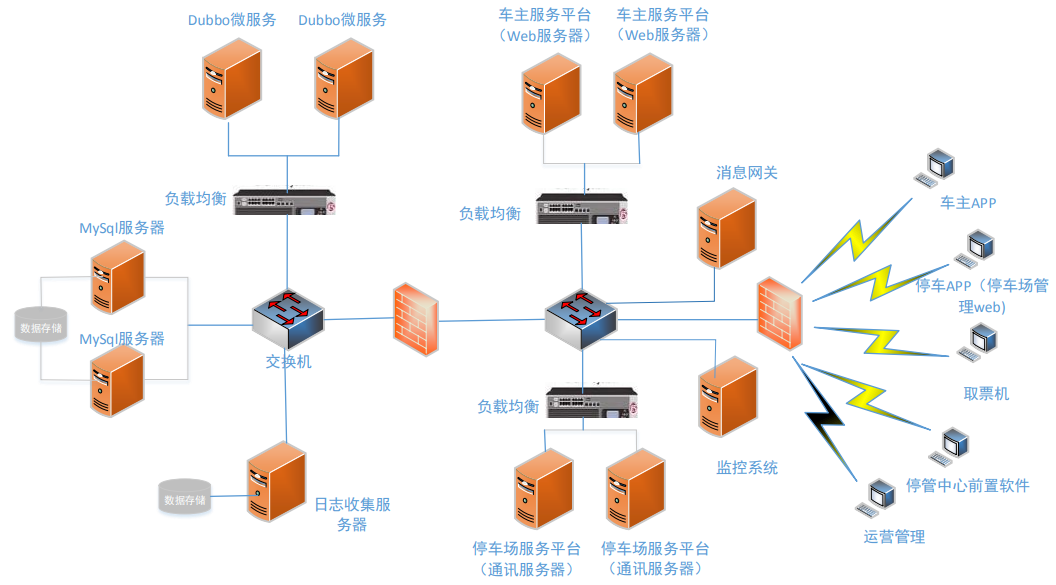 Dubbo微服务
Dubbo微服务
车主服务平台
（Web服务器）
车主服务平台
（Web服务器）
负载均衡
负载均衡
消息网关
车主APP
MySql服务器
数据存储
MySql服务器
交换机
停车APP（停车场管
理web)
取票机
负载均衡
监控系统
停管中心前置软件
运营管理
数据存储
日志收集服
务器
停车场服务平台
（通讯服务器）
停车场服务平台
（通讯服务器）